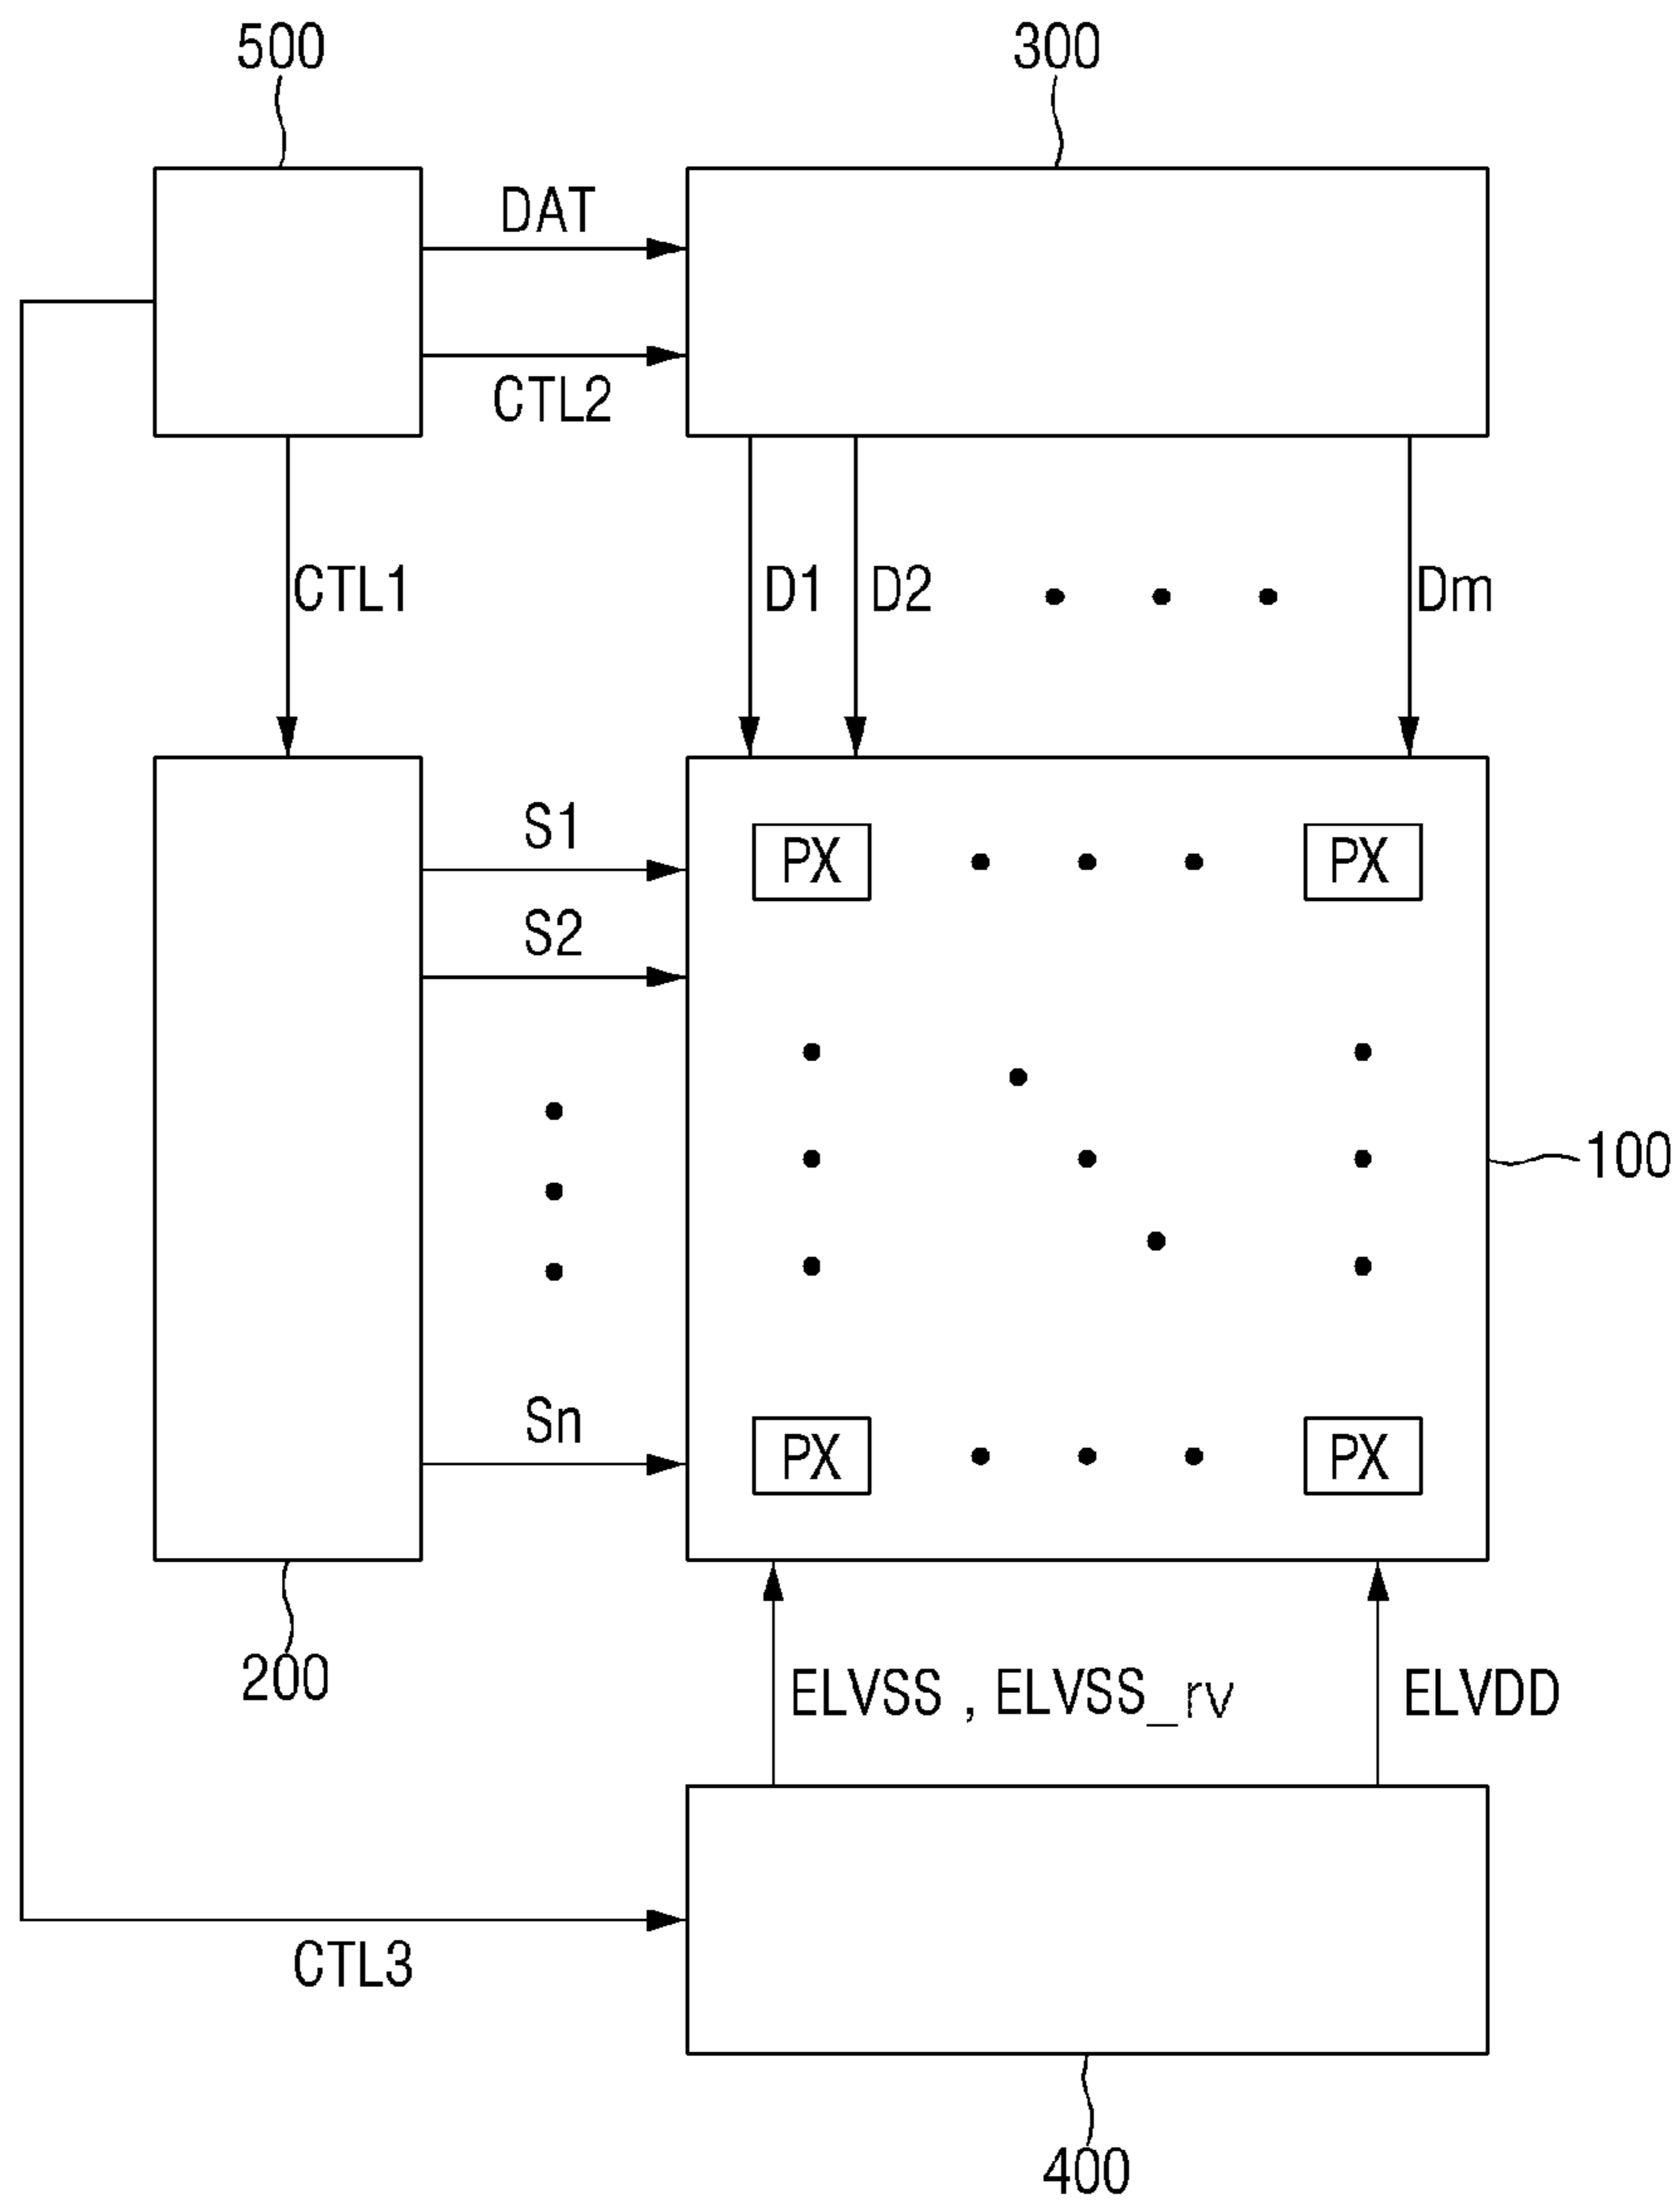 500
300
DAT
CTL2
CTL1
D1
D2
Dm
S1
PX
PX
S2
100
Sn
PX
PX
200
ELVSS , ELVSS_rv
ELVDD
CTL3
400